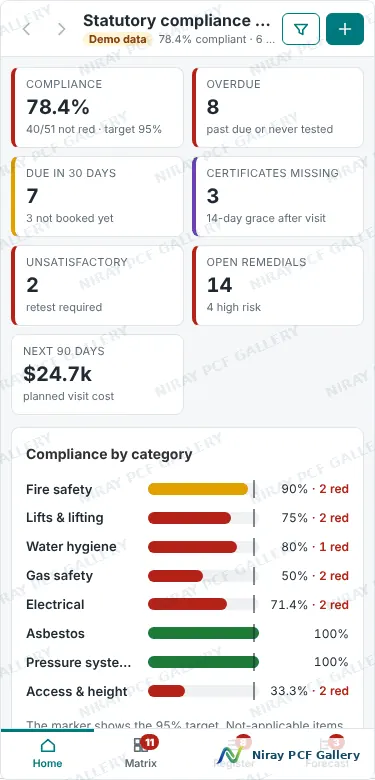 Statutory compliance ...
Demo data 78.4% compliant · 6 ...
COMPLIANCE
78.4%
40/51 not red · target 95%
OVERDUE
8
past due or never tested
DUE IN 30 DAYS
7
3 not booked yet
CERTIFICATES MISSING
3
14-day grace after visit
UNSATISFACTORY
2
retest required
OPEN REMEDIALS
14
4 high risk
NEXT 90 DAYS
$24.7k
planned visit cost
Compliance by category
Fire safety 90% · 2 red
Lifts & lifting 75% · 2 red
Water hygiene 80% · 1 red
Gas safety 50% · 2 red
Electrical 71.4% · 2 red
Asbestos 100%
Pressure syste... 100%
Access & height 33.3% · 2 red
The marker shows the 95% target. Not-applicable items
11
Home
Matrix
Register
Forecast
Niray PCF Gallery
NIRAY PCF GALLERY